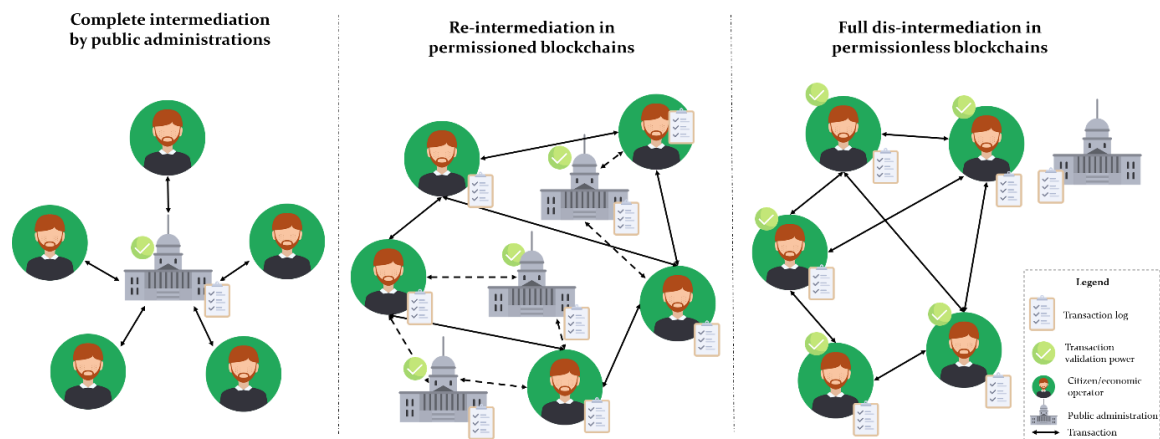 Complete intermediation
by public administrations
Re-intermediation in
permissioned blockchains
Full dis-intermediation in
permissionless blockchains
Legend
Transaction log
Transaction
validation power
Citizen/economic
operator
Public administration
Transaction